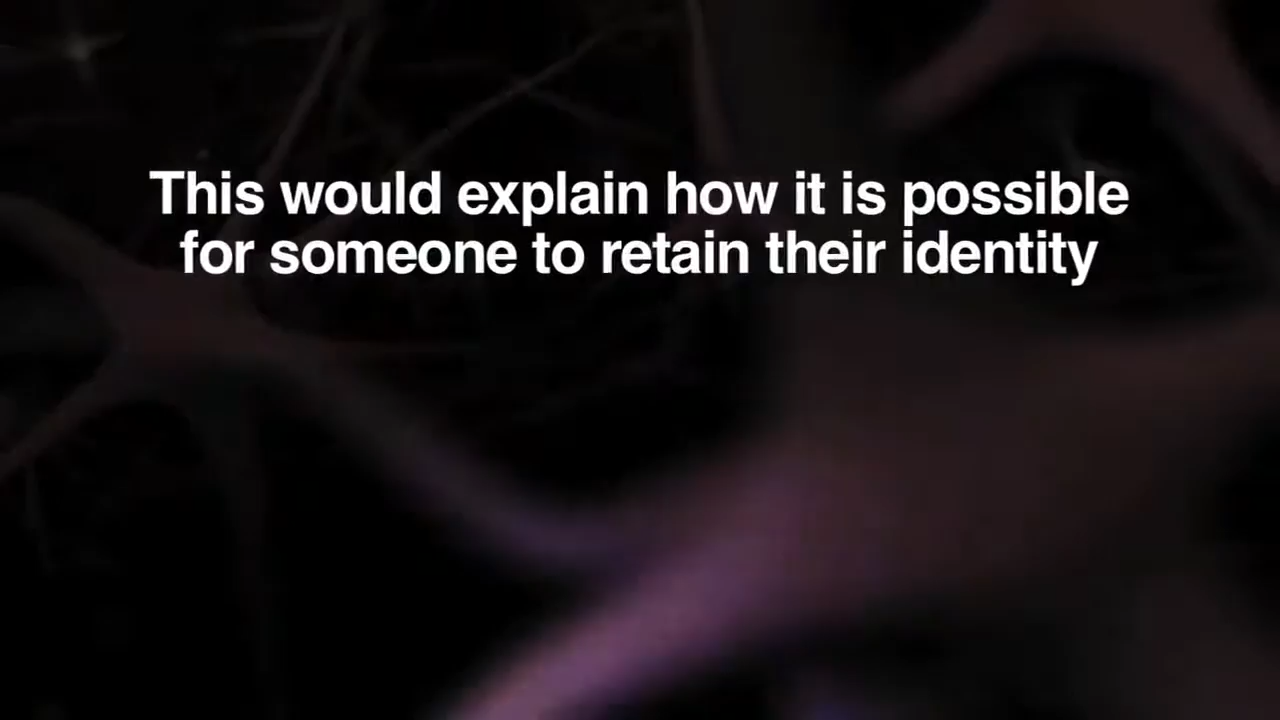 This would explain how it is possible
for someone to retain their identity